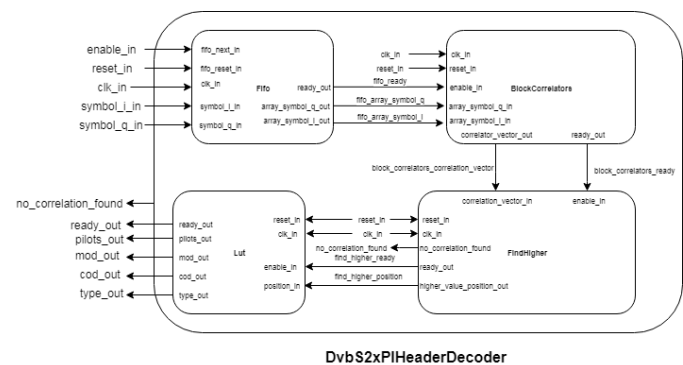 enable_in
reset_in
clk_in
symbol_i_in
symbol_q_in
fifo_next_in
fifo_reset_in
clk_in
symbol_i_in
symbol_q_in
Fifo
ready_out
array_symbol_q_out
array_symbol_i_out
clk_in
reset_in
fifo_ready
fifo_array_symbol_q
fifo_array_symbol_i
clk_in
reset_in
enable_in
array_symbol_q_in
array_symbol_i_in
BlockCorrelators
correlator_vector_out
ready_out
block_correlators_correlation_vector
block_correlators_ready
no_correlation_found
ready_out
pilots_out
mod_out
cod_out
type_out
ready_out
pilots_out
mod_out
cod_out
type_out
Lut
reset_in
clk_in
enable_in
position_in
reset_in
clk_in
no_correlation_found
find_higher_ready
find_higher_position
correlation_vector_in
enable_in
reset_in
clk_in
no_correlation_found
ready_out
higher_value_position_out
FindHigher
DvbS2xPlHeaderDecoder